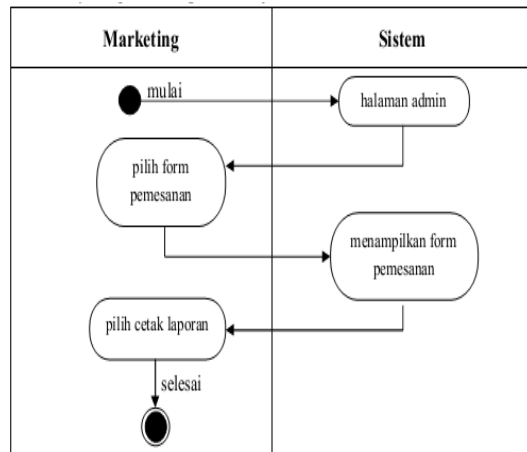 Marketing
Sistem
mulai
halaman admin
pilih form
pemesanan
menampilkan form
pemesanan
pilih cetak laporan
selesai